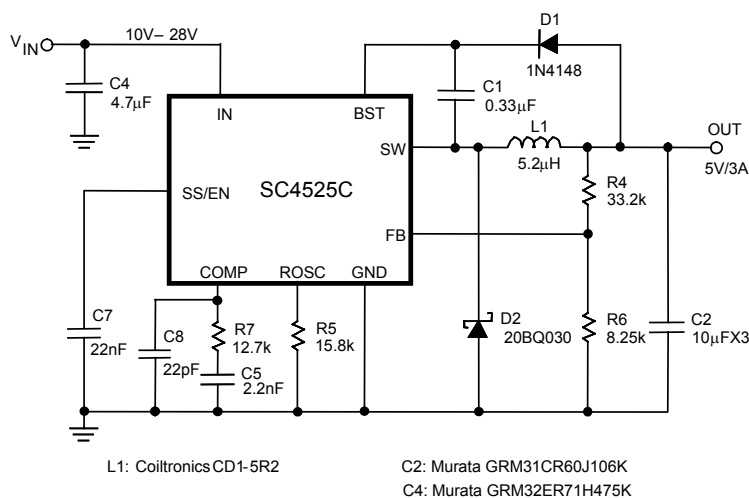 D1
V IN
10V– 28V
1N4148
C4
4.7µF
C1
0.33µF
IN
BST
L1
OUT
SW
5.2µH
5V/3A
SS/EN
SC4525C
R4
33.2k
FB
COMP
ROSC
GND
C7
22nF
C8
22pF
R7
12.7k
R5
15.8k
D2
20BQ030
R6
8.25k
C2
10µFX3
C5
2.2nF
L1: Coiltronics CD1-5R2
C2: Murata GRM31CR60J106K
C4: Murata GRM32ER71H475K